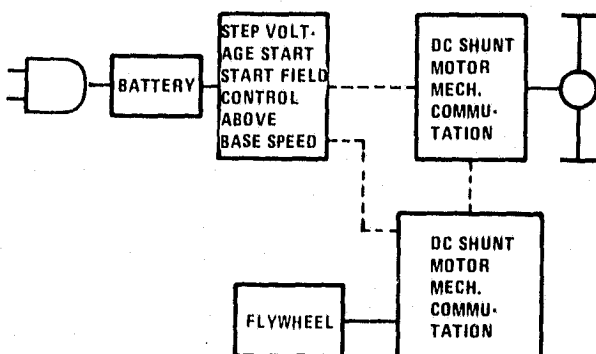 BATTERY
STEP VOLT-
AGE START
START FIELD
CONTROL
ABOVE
BASE SPEED
DC SHUNT
MOTOR
MECH.
COMMU-
TATION
DC SHUNT
MOTOR
MECH.
COMMU-
TATION
FLYWHEEL